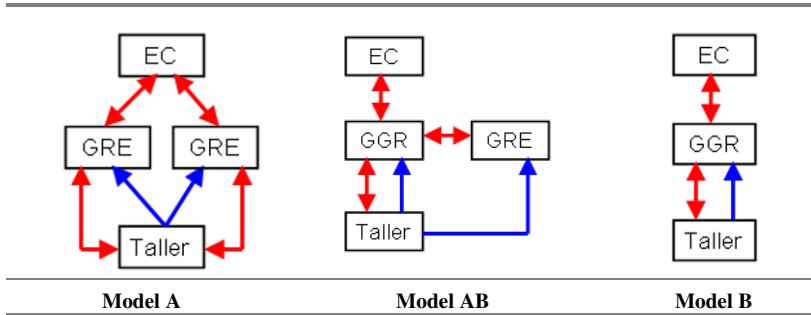 EC EC EC
GRE GRE GGR GRE GGR
Taller Taller Taller
Model A Model AB Model B